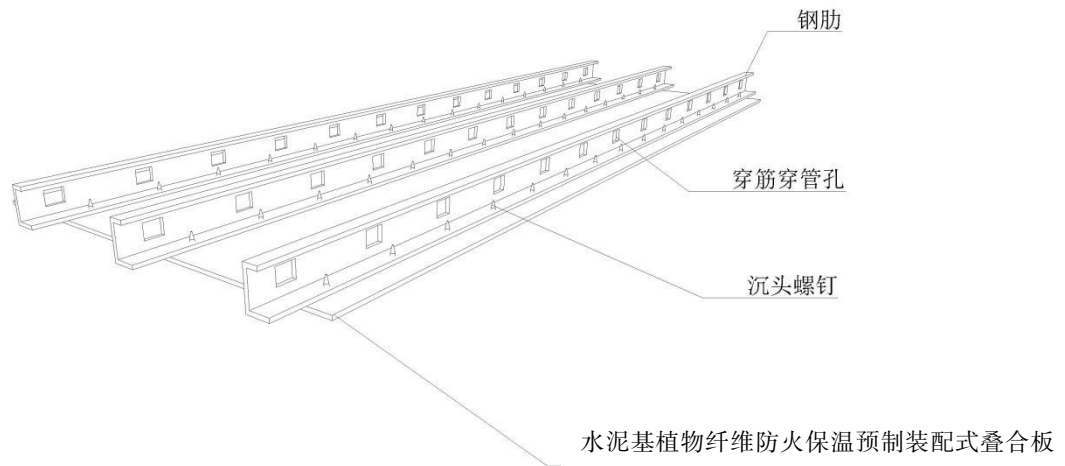 钢肋
穿筋穿管孔
沉头螺钉
水泥基植物纤维防火保温预制装配式叠合板